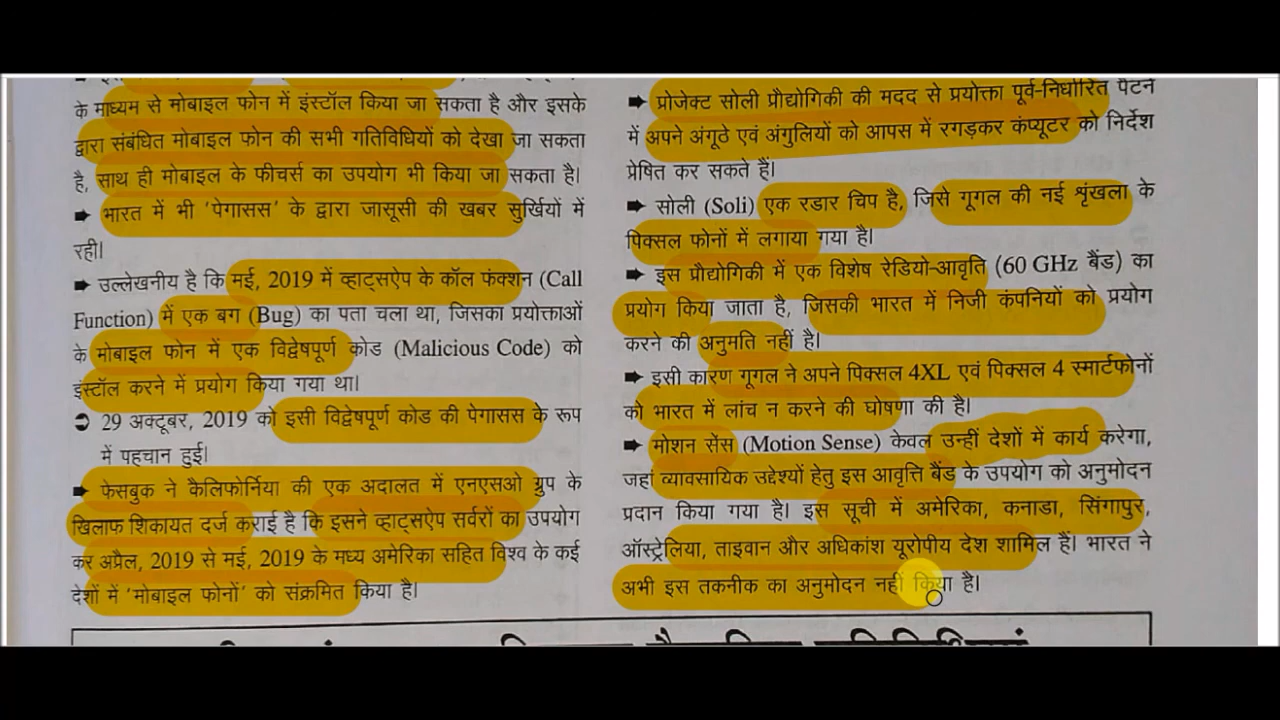 के माध्यम से मोबाइल फोन में इंस्टॉल किया जा सकता है और इसके
द्वारा संबंधित मोबाइल फोन की सभी गतिविधियों को देखा जा सकता
है, साथ ही मोबाइल के फीचर्स का उपयोग भी किया जा सकता है।
➨ भारत में भी 'पेगासस' के द्वारा जासूसी की खबर सुर्खियों में
रही।
➨ उल्लेखनीय है कि मई, 2019 में व्हाट्सऐप के कॉल फंक्शन (Call
Function) में एक बग (Bug) का पता चला था, जिसका प्रयोक्ताओं
के मोबाइल फोन में एक विद्वेषपूर्ण कोड (Malicious Code) को
इंस्टॉल करने में प्रयोग किया गया था।
➲ 29 अक्टूबर, 2019 को इसी विद्वेषपूर्ण कोड की पेगासस के रूप
में पहचान हुई।
➨ फेसबुक ने कैलिफोर्निया की एक अदालत में एनएसओ ग्रुप के
खिलाफ शिकायत दर्ज कराई है कि इसने व्हाट्सऐप सर्वरों का उपयोग
कर अप्रैल, 2019 से मई, 2019 के मध्य अमेरिका सहित विश्व के कई
देशों में 'मोबाइल फोनों' को संक्रमित किया है।
➨ प्रोजेक्ट सोली प्रौद्योगिकी की मदद से प्रयोक्ता पूर्व-निर्धारित पैटर्न
में अपने अंगूठे एवं अंगुलियों को आपस में रगड़कर कंप्यूटर को निर्देश
प्रेषित कर सकते हैं।
➨ सोली (Soli) एक रडार चिप है, जिसे गूगल की नई शृंखला के
पिक्सल फोनों में लगाया गया है।
➨ इस प्रौद्योगिकी में एक विशेष रेडियो-आवृति (60 GHz बैंड) का
प्रयोग किया जाता है, जिसकी भारत में निजी कंपनियों को प्रयोग
करने की अनुमति नहीं है।
➨ इसी कारण गूगल ने अपने पिक्सल 4XL एवं पिक्सल 4 स्मार्टफोनों
को भारत में लांच न करने की घोषणा की है।
➨ मोशन सेंस (Motion Sense) केवल उन्हीं देशों में कार्य करेगा,
जहां व्यावसायिक उद्देश्यों हेतु इस आवृत्ति बैंड के उपयोग को अनुमोदन
प्रदान किया गया है। इस सूची में अमेरिका, कनाडा, सिंगापुर,
ऑस्ट्रेलिया, ताइवान और अधिकांश यूरोपीय देश शामिल हैं। भारत ने
अभी इस तकनीक का अनुमोदन नहीं किया है।